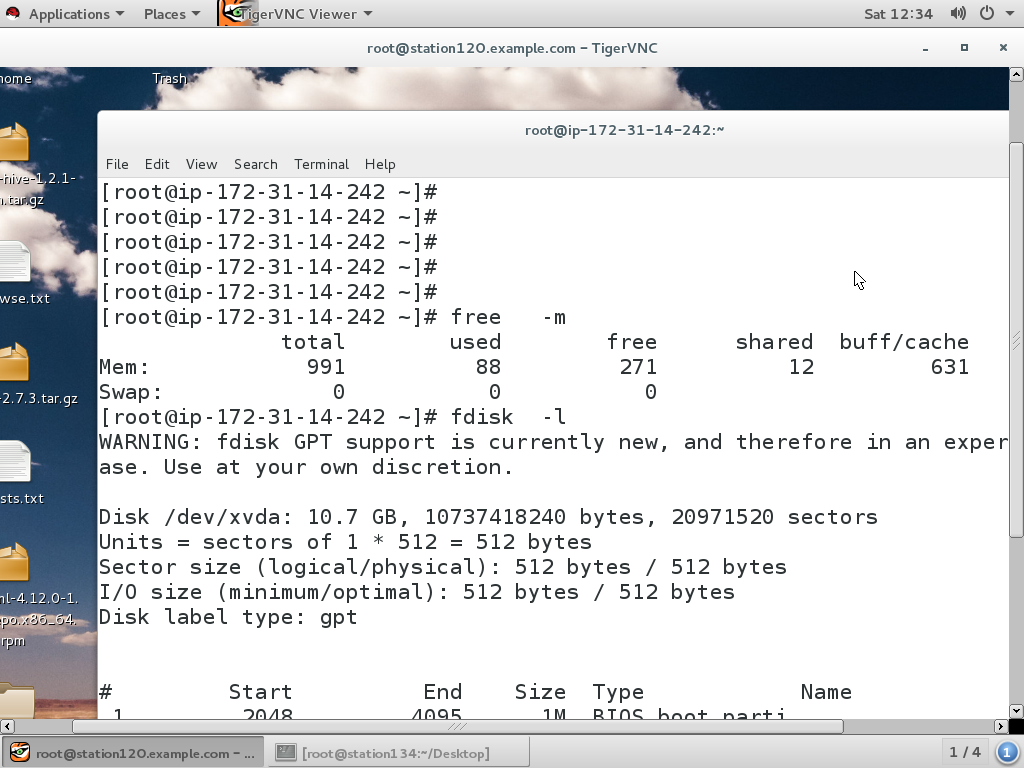 Applications Places TigerVNC Viewer Sat 12:34
root@station120.example.com - TigerVNC
home Trash
root@ip-172-31-14-242:~
File Edit View Search Terminal Help
-hive-1.2.1-
.tar.gz
wse.txt
-2.7.3.tar.gz
sts.txt
-4.12.0-1.
po.x86_64.
rpm
[root@ip-172-31-14-242 ~]#
[root@ip-172-31-14-242 ~]#
[root@ip-172-31-14-242 ~]#
[root@ip-172-31-14-242 ~]#
[root@ip-172-31-14-242 ~]#
[root@ip-172-31-14-242 ~]# free -m
total used free shared buff/cache
Mem: 991 88 271 12 631
Swap: 0 0 0
[root@ip-172-31-14-242 ~]# fdisk -l
WARNING: fdisk GPT support is currently new, and therefore in an exper
ase. Use at your own discretion.
Disk /dev/xvda: 10.7 GB, 10737418240 bytes, 20971520 sectors
Units = sectors of 1 * 512 = 512 bytes
Sector size (logical/physical): 512 bytes / 512 bytes
I/O size (minimum/optimal): 512 bytes / 512 bytes
Disk label type: gpt
# Start End Size Type Name
1 2048 4095 1M BIOS boot parti
root@station120.example.com - ... [root@station134:~/Desktop] 1 / 4 1